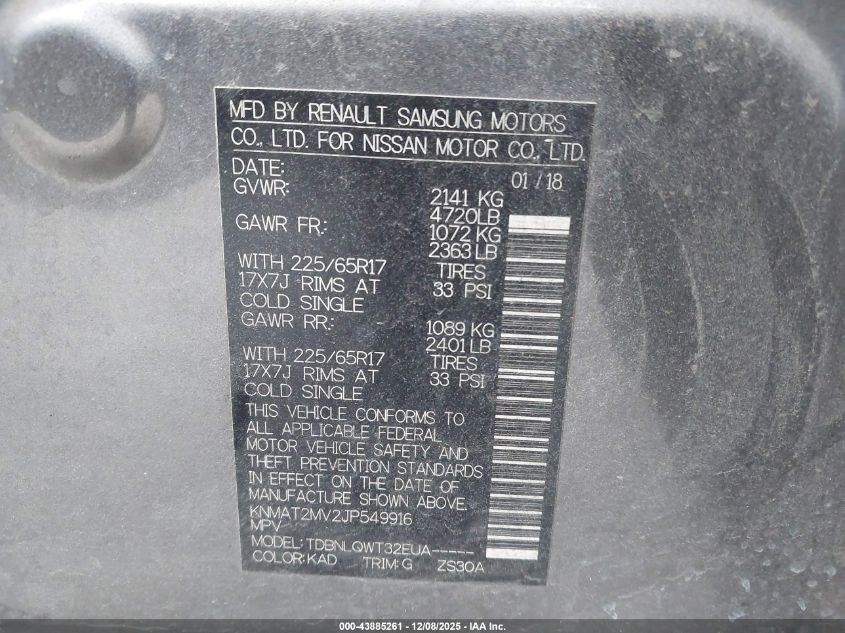 MFD BY RENAULT SAMSUNG MOTORS
CO., LTD. FOR NISSAN MOTOR CO., LTD.
DATE: 01 / 18
GVWR: 2141 KG
4720LB
GAWR FR.: 1072 KG
2363 LB
WITH 225/65R17 TIRES
17X7J RIMS AT 33 PSI
COLD SINGLE
GAWR RR.: 1089 KG
2401 LB
WITH 225/65R17 TIRES
17X7J RIMS AT 33 PSI
COLD SINGLE
THIS VEHICLE CONFORMS TO
ALL APPLICABLE FEDERAL
MOTOR VEHICLE SAFETY AND
THEFT PREVENTION STANDARDS
IN EFFECT ON THE DATE OF
MANUFACTURE SHOWN ABOVE.
KNMAT2MV2JP549916
MPV
MODEL: TDBNLQWT32EUA-----
COLOR: KAD TRIM: G ZS30A
000-43885261 - 12/08/2025 - IAA Inc.